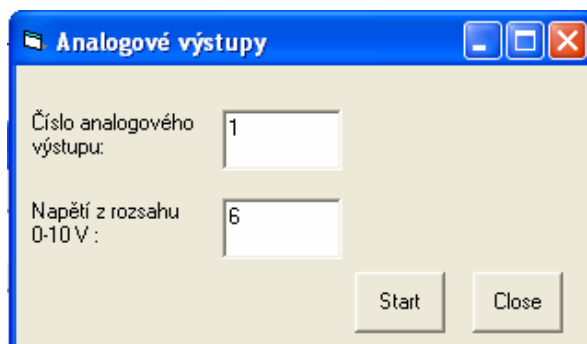 Analogové výstupy
Číslo analogového
výstupu:
1
Napětí z rozsahu
0-10 V :
6
Start
Close